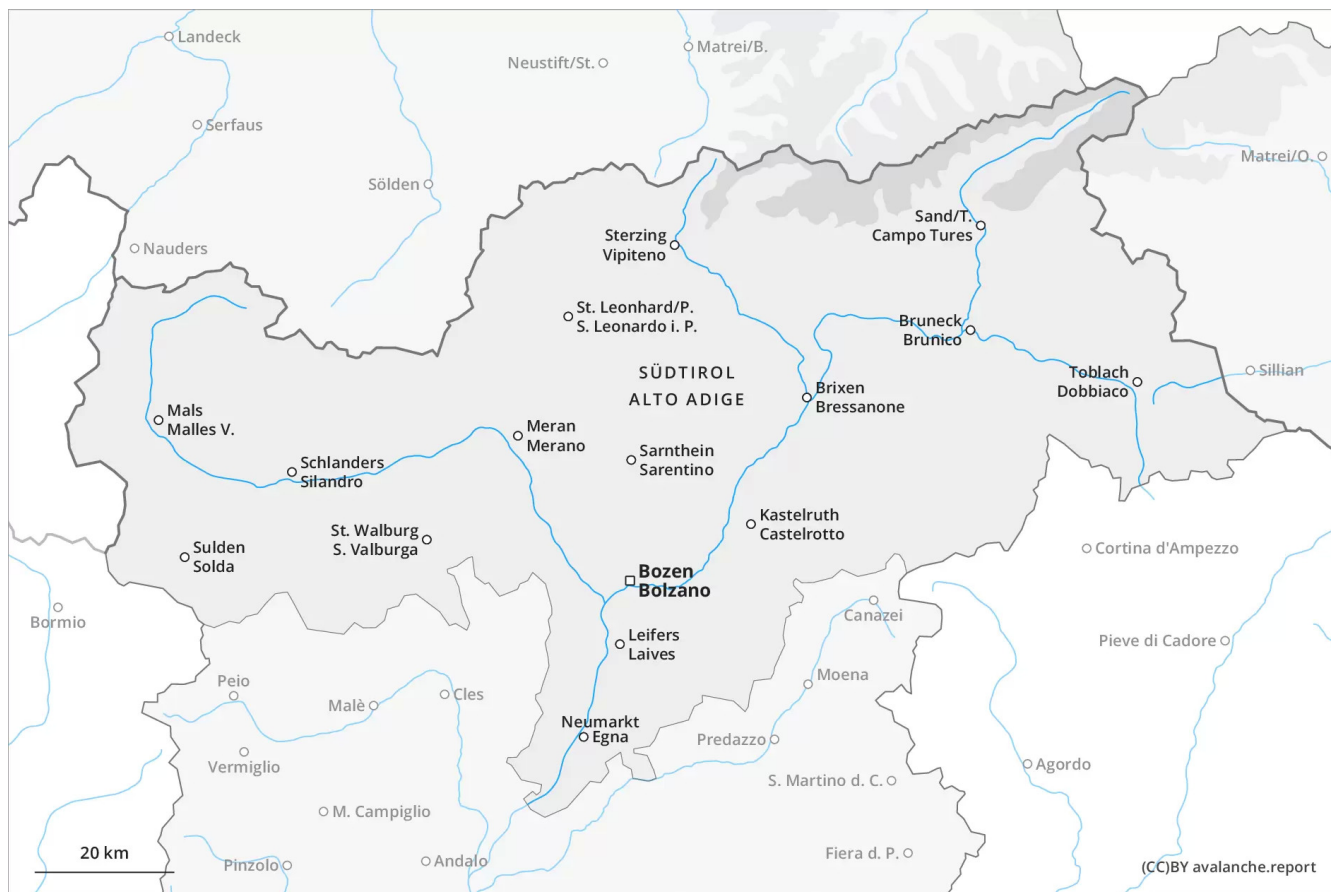 Landeck
Matrei/B.
Neustift/St.
Serfaus
Matrei/O.
Sölden
Sand/T.
Campo Tures
Sterzing
Vipiteno
Nauders
St. Leonhard/P.
S. Leonardo i. P.
Bruneck
Brunico
SÜDTIROL
ALTO ADIGE
Toblach
Dobbiaco
Sillian
Brixen
Bressanone
Mals
Malles V.
Meran
Merano
Sarnthein
Sarentino
Schlanders
Silandro
Kastelruth
Castelrotto
St. Walburg
S. Valburga
Sulden
Solda
Cortina d'Ampezzo
Bozen
Bolzano
Bormio
Canazei
Leifers
Laives
Pieve di Cadore
Moena
Peio
Cles
Malè
Neumarkt
Egna
Predazzo
Vermiglio
Agordo
S. Martino d. C.
M. Campiglio
20 km
Andalo
Pinzolo
Fiera d. P.
(CC)BY avalanche.report